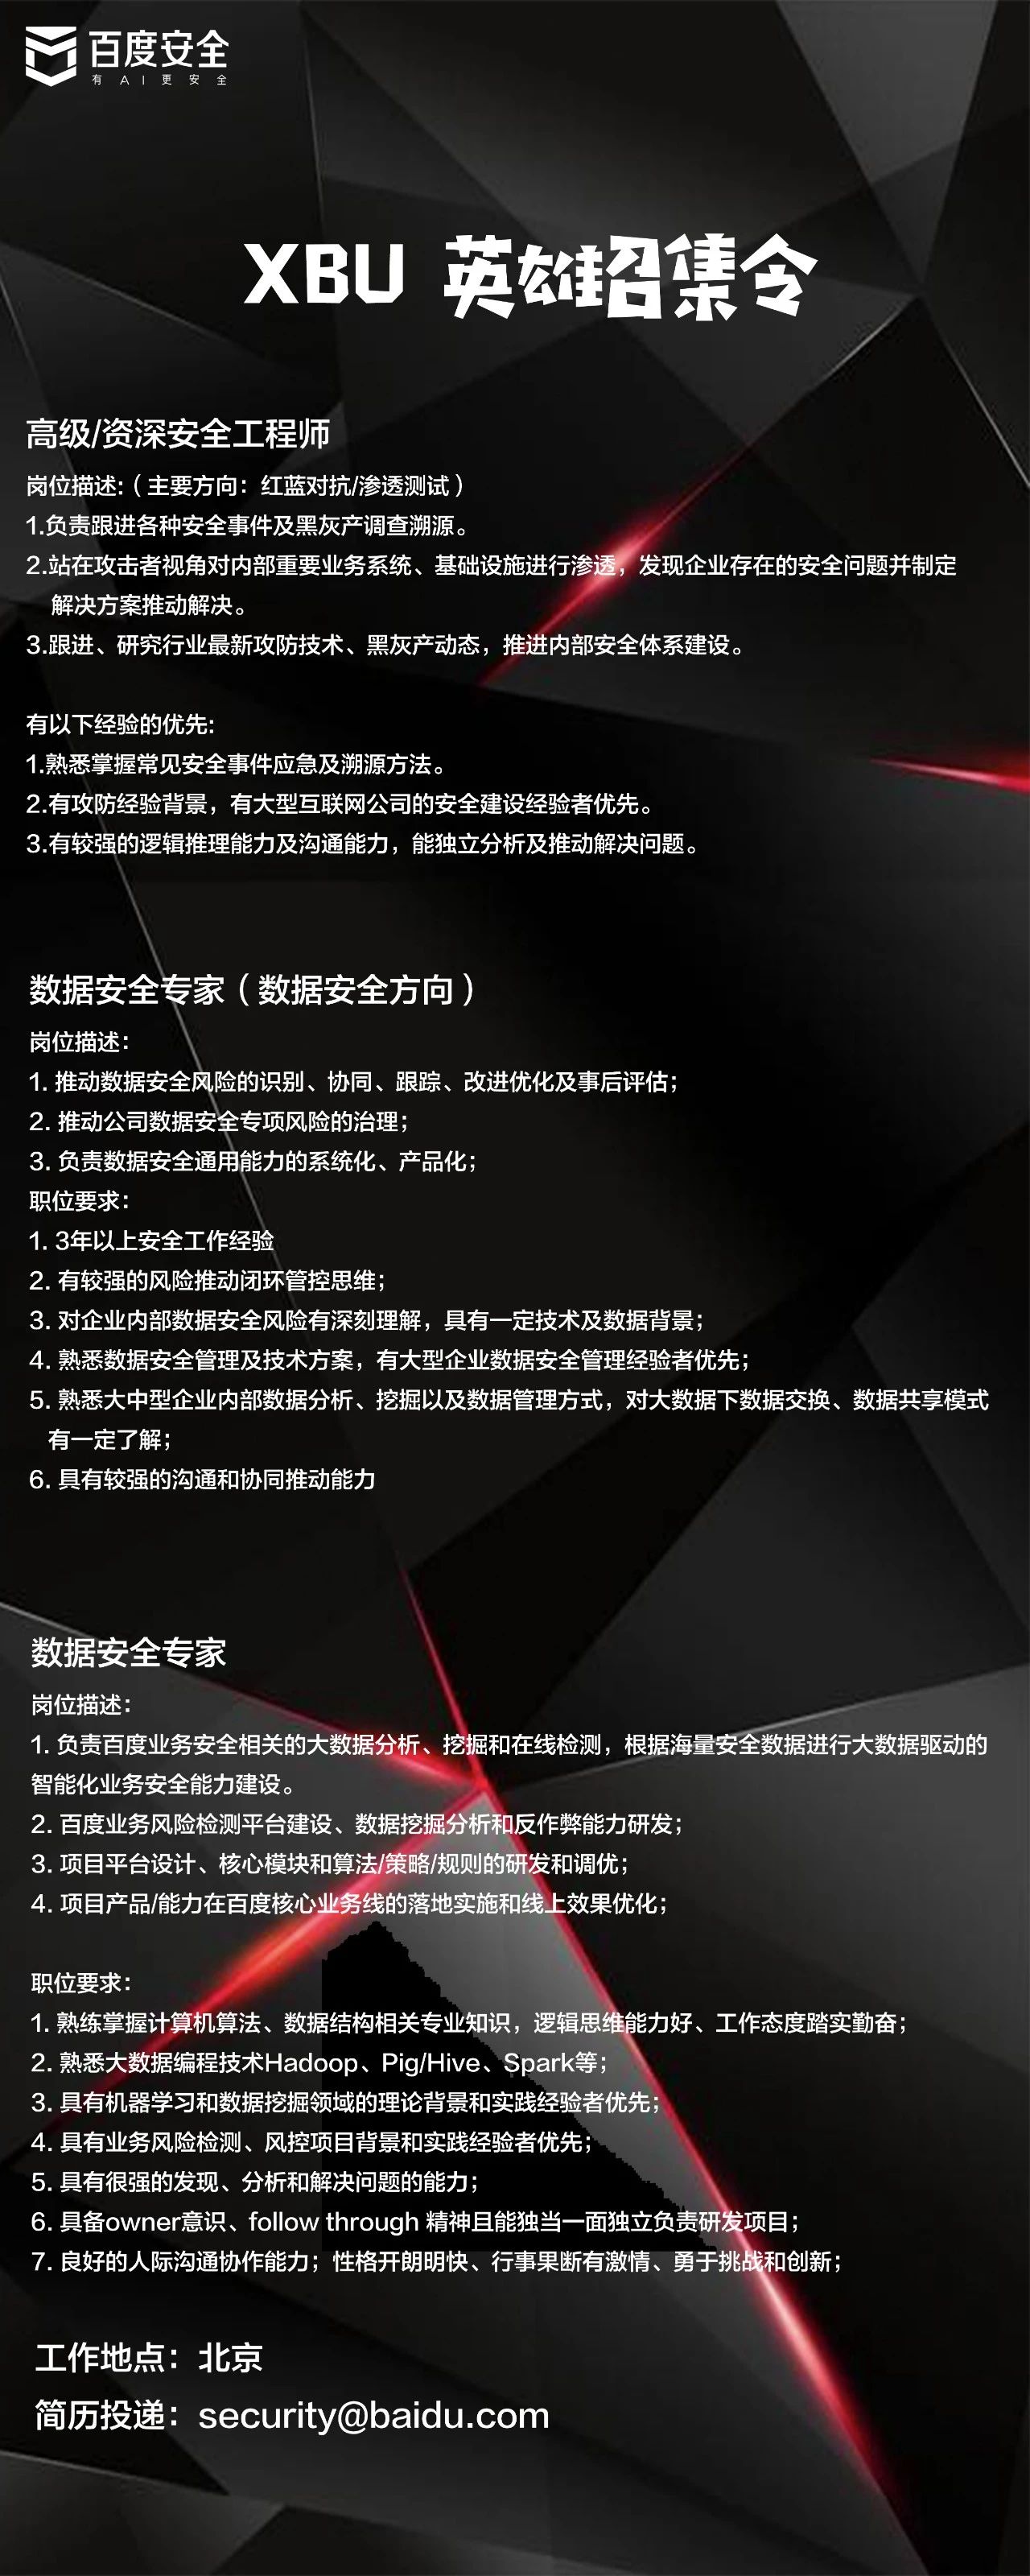 百度安全
有AI更安全
XBU 英雄招集令
高级/资深安全工程师
岗位描述:（主要方向：红蓝对抗/渗透测试）
1.负责跟进各种安全事件及黑灰产调查溯源。
2.站在攻击者视角对内部重要业务系统、基础设施进行渗透，发现企业存在的安全问题并制定
解决方案推动解决。
3.跟进、研究行业最新攻防技术、黑灰产动态，推进内部安全体系建设。
有以下经验的优先:
1.熟悉掌握常见安全事件应急及溯源方法。
2.有攻防经验背景，有大型互联网公司的安全建设经验者优先。
3.有较强的逻辑推理能力及沟通能力，能独立分析及推动解决问题。
数据安全专家（数据安全方向）
岗位描述：
1. 推动数据安全风险的识别、协同、跟踪、改进优化及事后评估；
2. 推动公司数据安全专项风险的治理；
3. 负责数据安全通用能力的系统化、产品化；
职位要求：
1. 3年以上安全工作经验
2. 有较强的风险推动闭环管控思维；
3. 对企业内部数据安全风险有深刻理解，具有一定技术及数据背景；
4. 熟悉数据安全管理及技术方案，有大型企业数据安全管理经验者优先；
5. 熟悉大中型企业内部数据分析、挖掘以及数据管理方式，对大数据下数据交换、数据共享模式
有一定了解；
6. 具有较强的沟通和协同推动能力
数据安全专家
岗位描述：
1. 负责百度业务安全相关的大数据分析、挖掘和在线检测，根据海量安全数据进行大数据驱动的
智能化业务安全能力建设。
2. 百度业务风险检测平台建设、数据挖掘分析和反作弊能力研发；
3. 项目平台设计、核心模块和算法/策略/规则的研发和调优；
4. 项目产品/能力在百度核心业务线的落地实施和线上效果优化；
职位要求：
1. 熟练掌握计算机算法、数据结构相关专业知识，逻辑思维能力好、工作态度踏实勤奋；
2. 熟悉大数据编程技术Hadoop、Pig/Hive、Spark等；
3. 具有机器学习和数据挖掘领域的理论背景和实践经验者优先；
4. 具有业务风险检测、风控项目背景和实践经验者优先；
5. 具有很强的发现、分析和解决问题的能力；
6. 具备owner意识、follow through 精神且能独当一面独立负责研发项目；
7. 良好的人际沟通协作能力；性格开朗明快、行事果断有激情、勇于挑战和创新；
工作地点：北京
简历投递：security@baidu.com